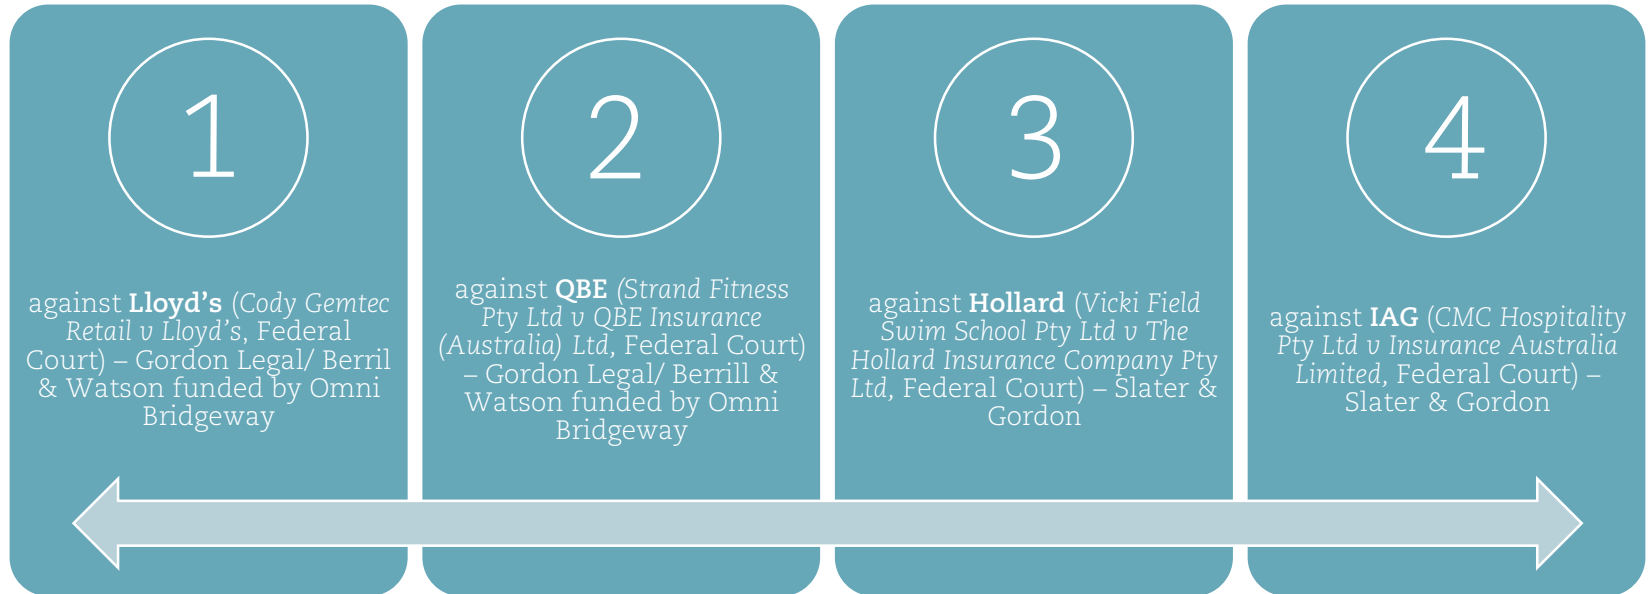 1
against Lloyd's (Cody Gemtec
Retail v Lloyd's, Federal
Court) – Gordon Legal/ Berril
& Watson funded by Omni
Bridgeway
2
against QBE (Strand Fitness
Pty Ltd v QBE Insurance
(Australia) Ltd, Federal Court)
– Gordon Legal/ Berrill &
Watson funded by Omni
Bridgeway
3
against Hollard (Vicki Field
Swim School Pty Ltd v The
Hollard Insurance Company Pty
Ltd, Federal Court) – Slater &
Gordon
4
against IAG (CMC Hospitality
Pty Ltd v Insurance Australia
Limited, Federal Court) –
Slater & Gordon